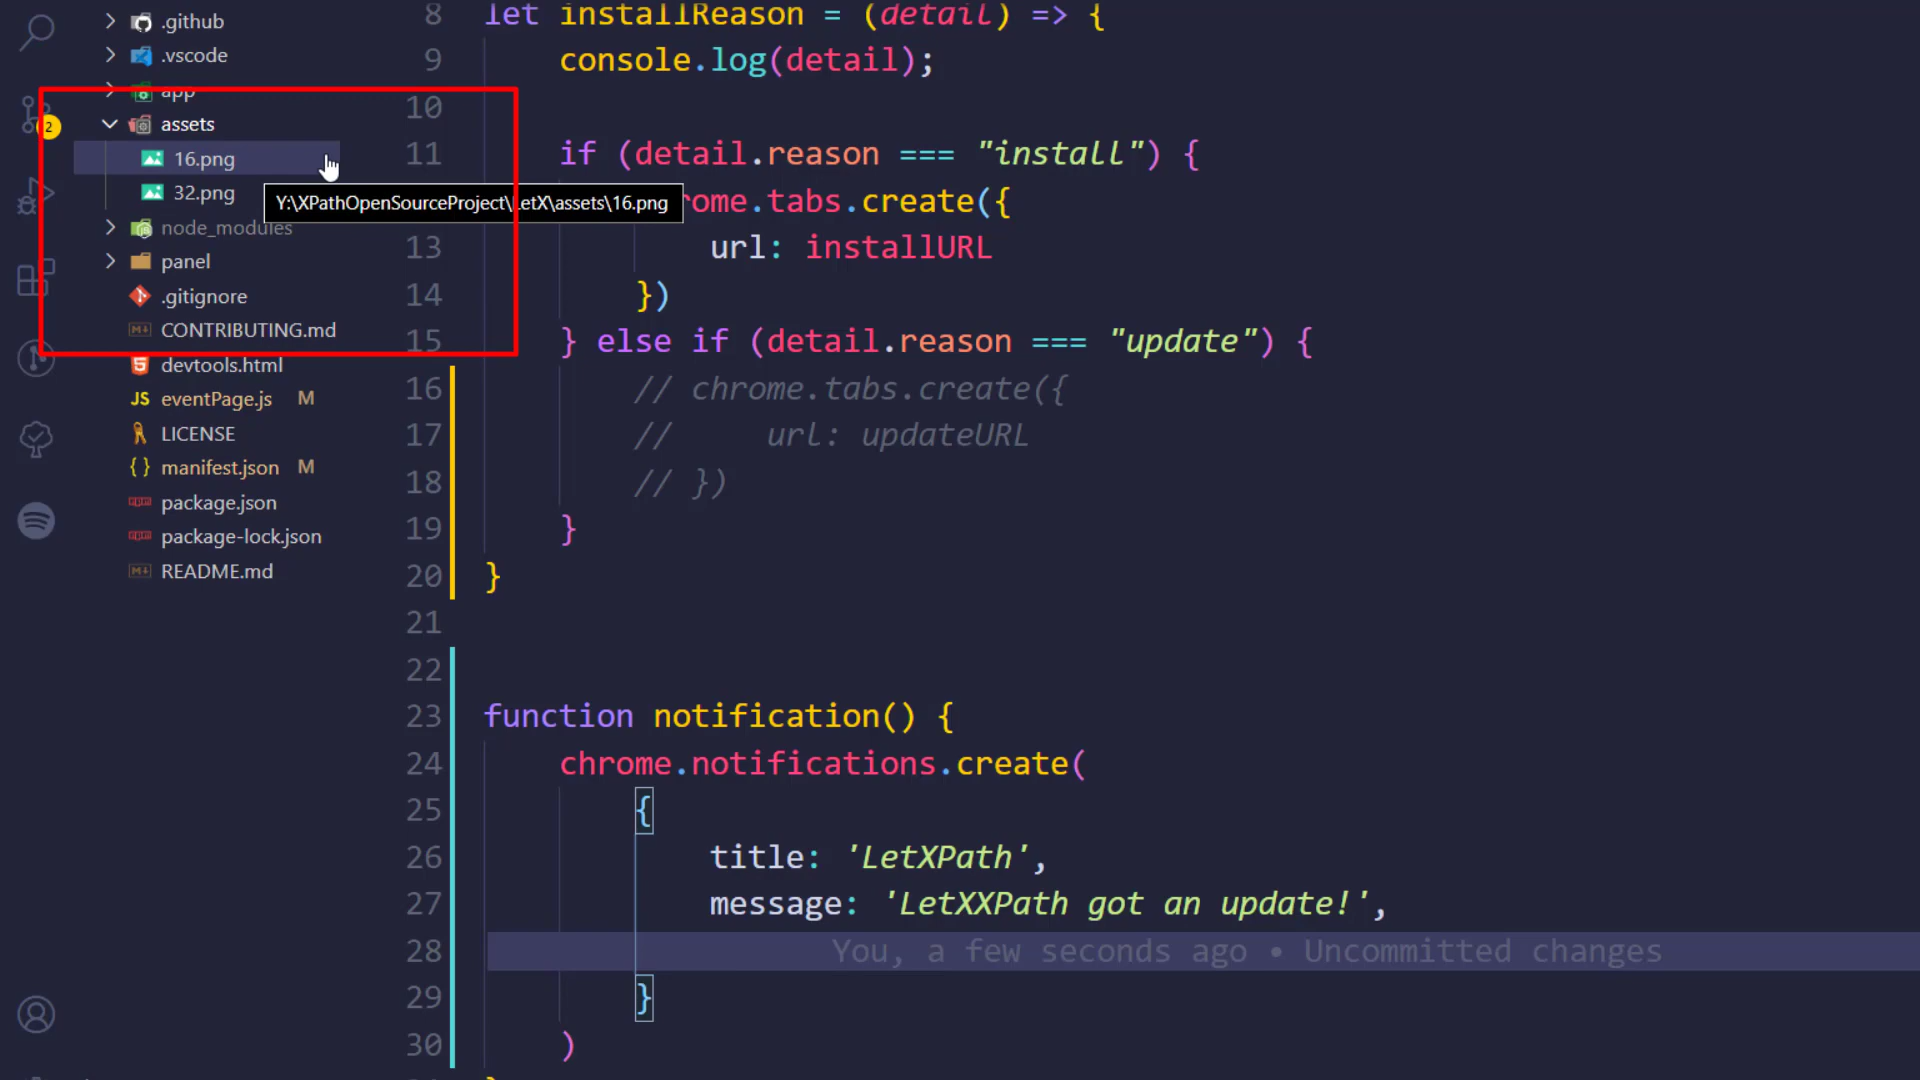 .github
.vscode
app
assets
16.png
32.png
Y:\XPathOpenSourceProject\LetX\assets\16.png
node_modules
panel
.gitignore
CONTRIBUTING.md
devtools.html
JS eventPage.js M
LICENSE
{} manifest.json M
package.json
package-lock.json
README.md
2
8 let installReason = (detail) => {
9 console.log(detail);
10
11 if (detail.reason === "install") {
rome.tabs.create({
13 url: installURL
14 })
15 } else if (detail.reason === "update") {
16 // chrome.tabs.create({
17 // url: updateURL
18 // })
19 }
20 }
21
22
23 function notification() {
24 chrome.notifications.create(
25 {
26 title: 'LetXPath',
27 message: 'LetXXPath got an update!',
28 You, a few seconds ago • Uncommitted changes
29 }
30 )